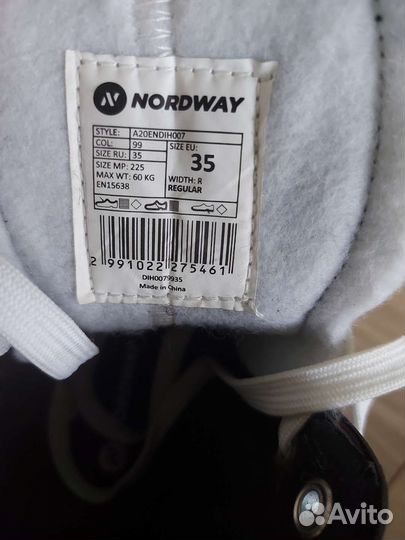 NORDWAY
STYLE: A20ENDIH007
COL: 99 SIZE EU:
SIZE RU: 35 35
SIZE MP: 225
MAX WT: 60 KG WIDTH: R
EN15638 REGULAR
2 991022 275461
DIH0079935
Made in China
Avito